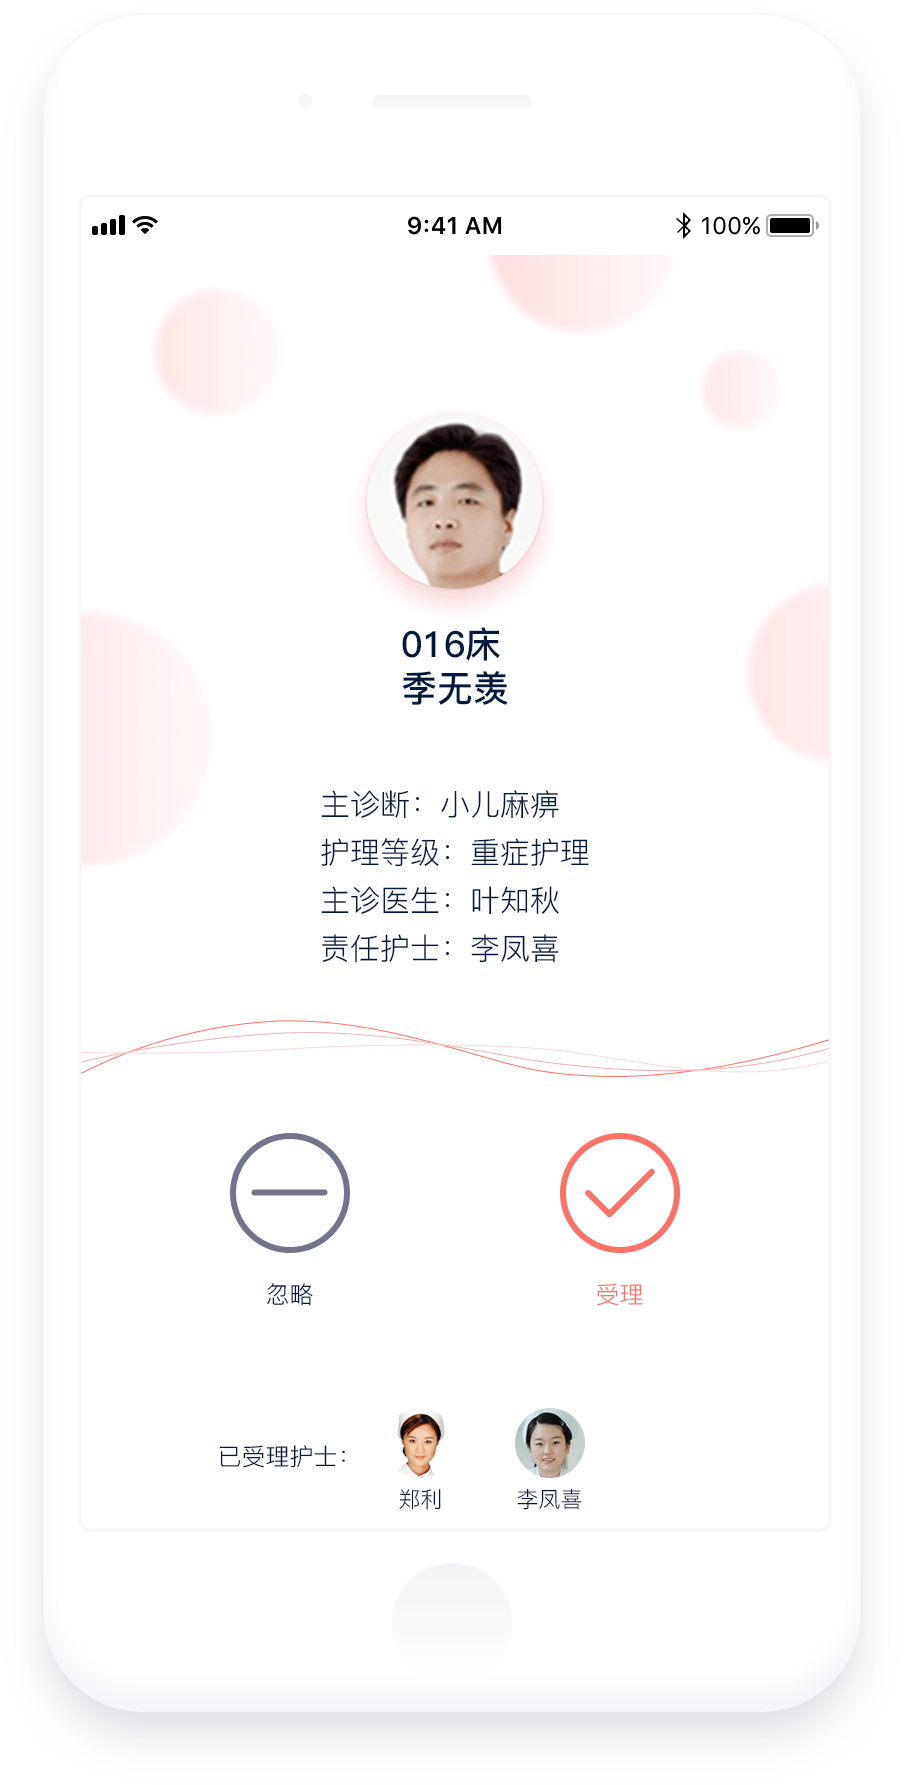 9:41 AM
100%
016床
季无羡
主诊断：小儿麻痹
护理等级：重症护理
主诊医生：叶知秋
责任护士：李凤喜
忽略
受理
已受理护士：
郑利
李凤喜